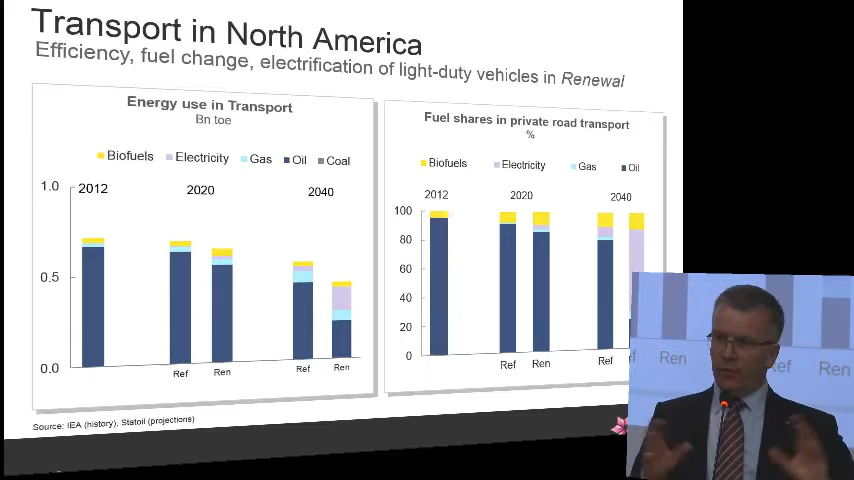 Transport in North America
Efficiency, fuel change, electrification of light-duty vehicles in Renewal
Energy use in Transport
Bn toe
Biofuels Electricity Gas Oil Coal
1.0
2012 2020 2040
0.5
0.0
Ref Ren Ref Ren
Fuel shares in private road transport
%
Biofuels Electricity Gas Oil
2012 2020 2040
100
80
60
40
20
0
Ref Ren Ref
Source: IEA (history), Statoil (projections)
Ren Ref Ren